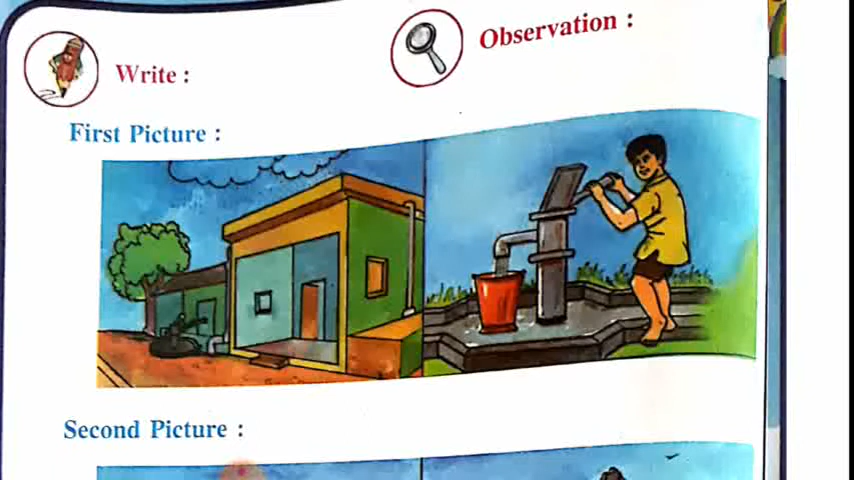 Write :
Observation :
First Picture :
Second Picture :